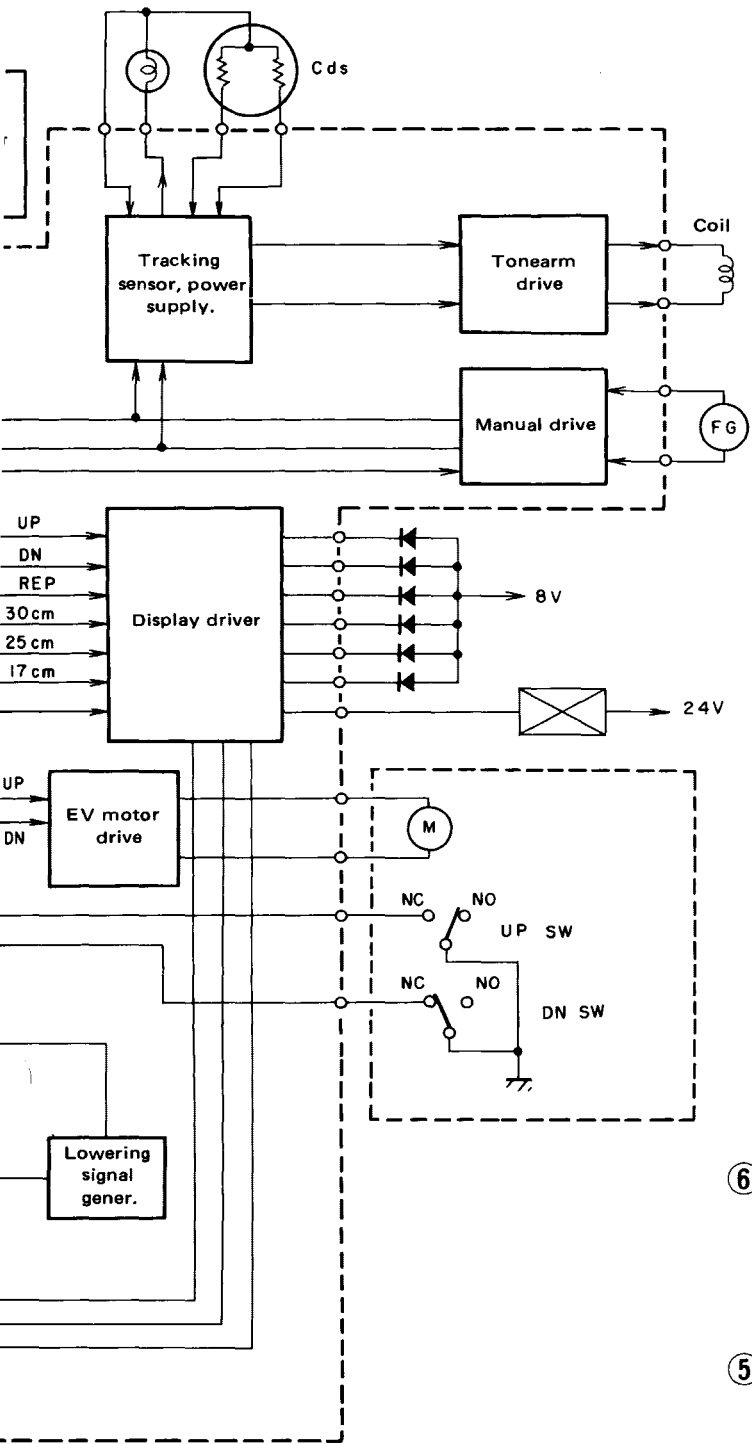 Cds
Tracking
sensor, power
supply.
Tonearm
drive
Coil
Manual drive
FG
UP
DN
REP
30cm
25cm
17cm
Display driver
8V
24V
UP
DN
EV motor
drive
M
NC
NO
UP SW
NC
NO
DN SW
Lowering
signal
gener.
⑥
⑤